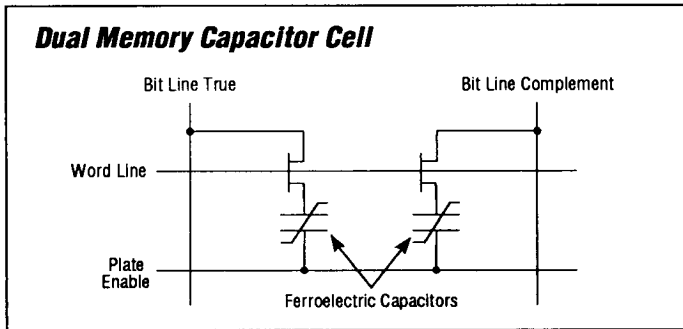 Dual Memory Capacitor Cell
Bit Line True
Bit Line Complement
Word Line
Plate
Enable
Ferroelectric Capacitors